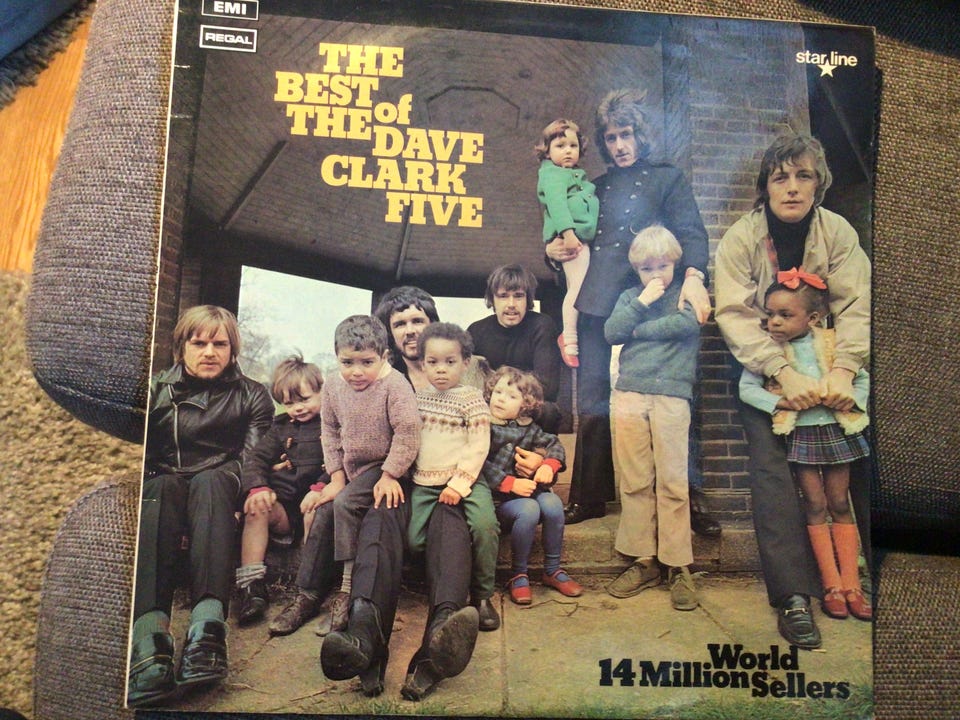 EMI
REGAL
starline
THE
BEST of
THE DAVE
CLARK
FIVE
World
14 Million Sellers